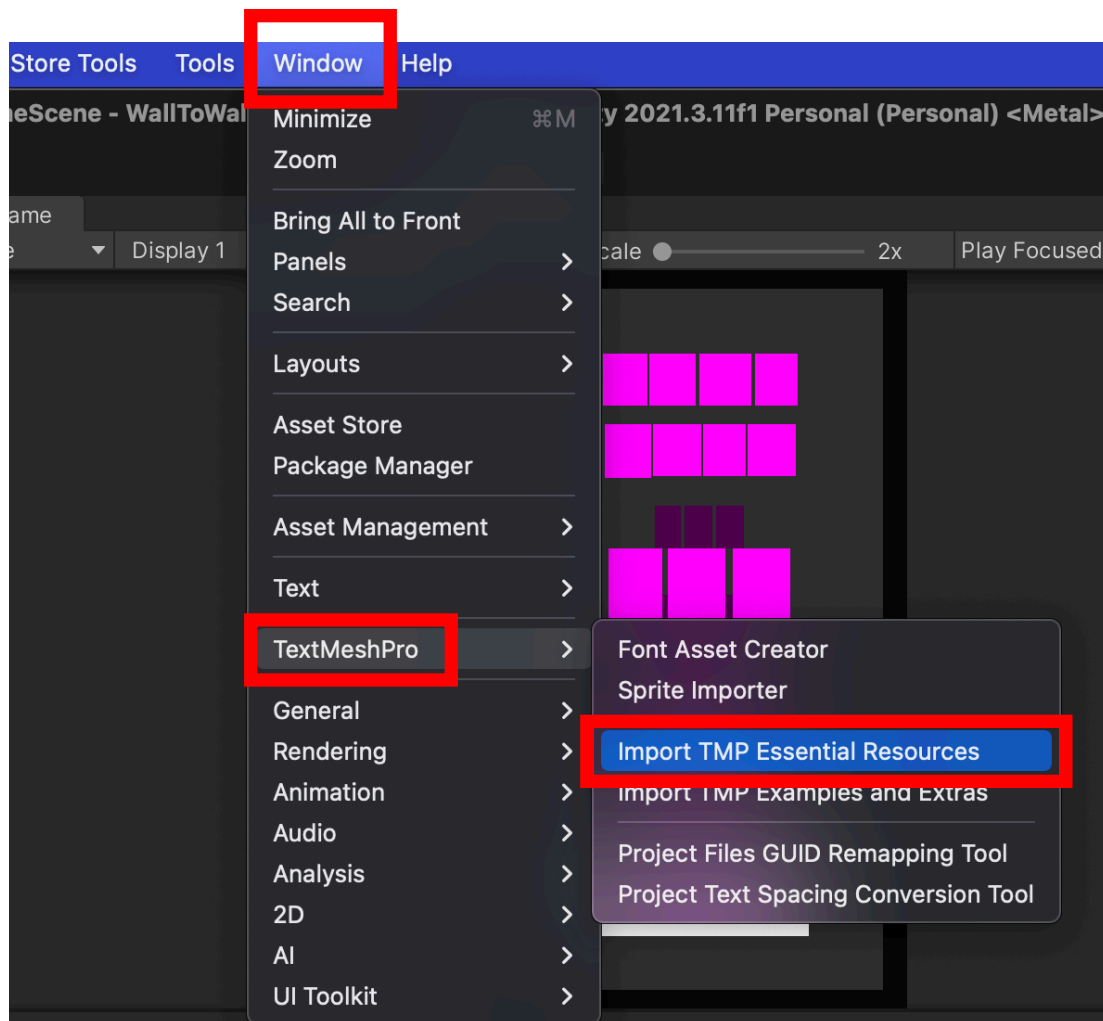 Store Tools Tools Window Help
eScene - WallToWal
y 2021.3.11f1 Personal (Personal) <Metal>
Minimize ⌘M
Zoom
ame
Display 1
cale 2x Play Focused
Bring All to Front
Panels
Search
Layouts
Asset Store
Package Manager
Asset Management
Text
TextMeshPro
General
Rendering
Animation
Audio
Analysis
2D
AI
UI Toolkit
Font Asset Creator
Sprite Importer
Import TMP Essential Resources
Import TMP Examples and Extras
Project Files GUID Remapping Tool
Project Text Spacing Conversion Tool